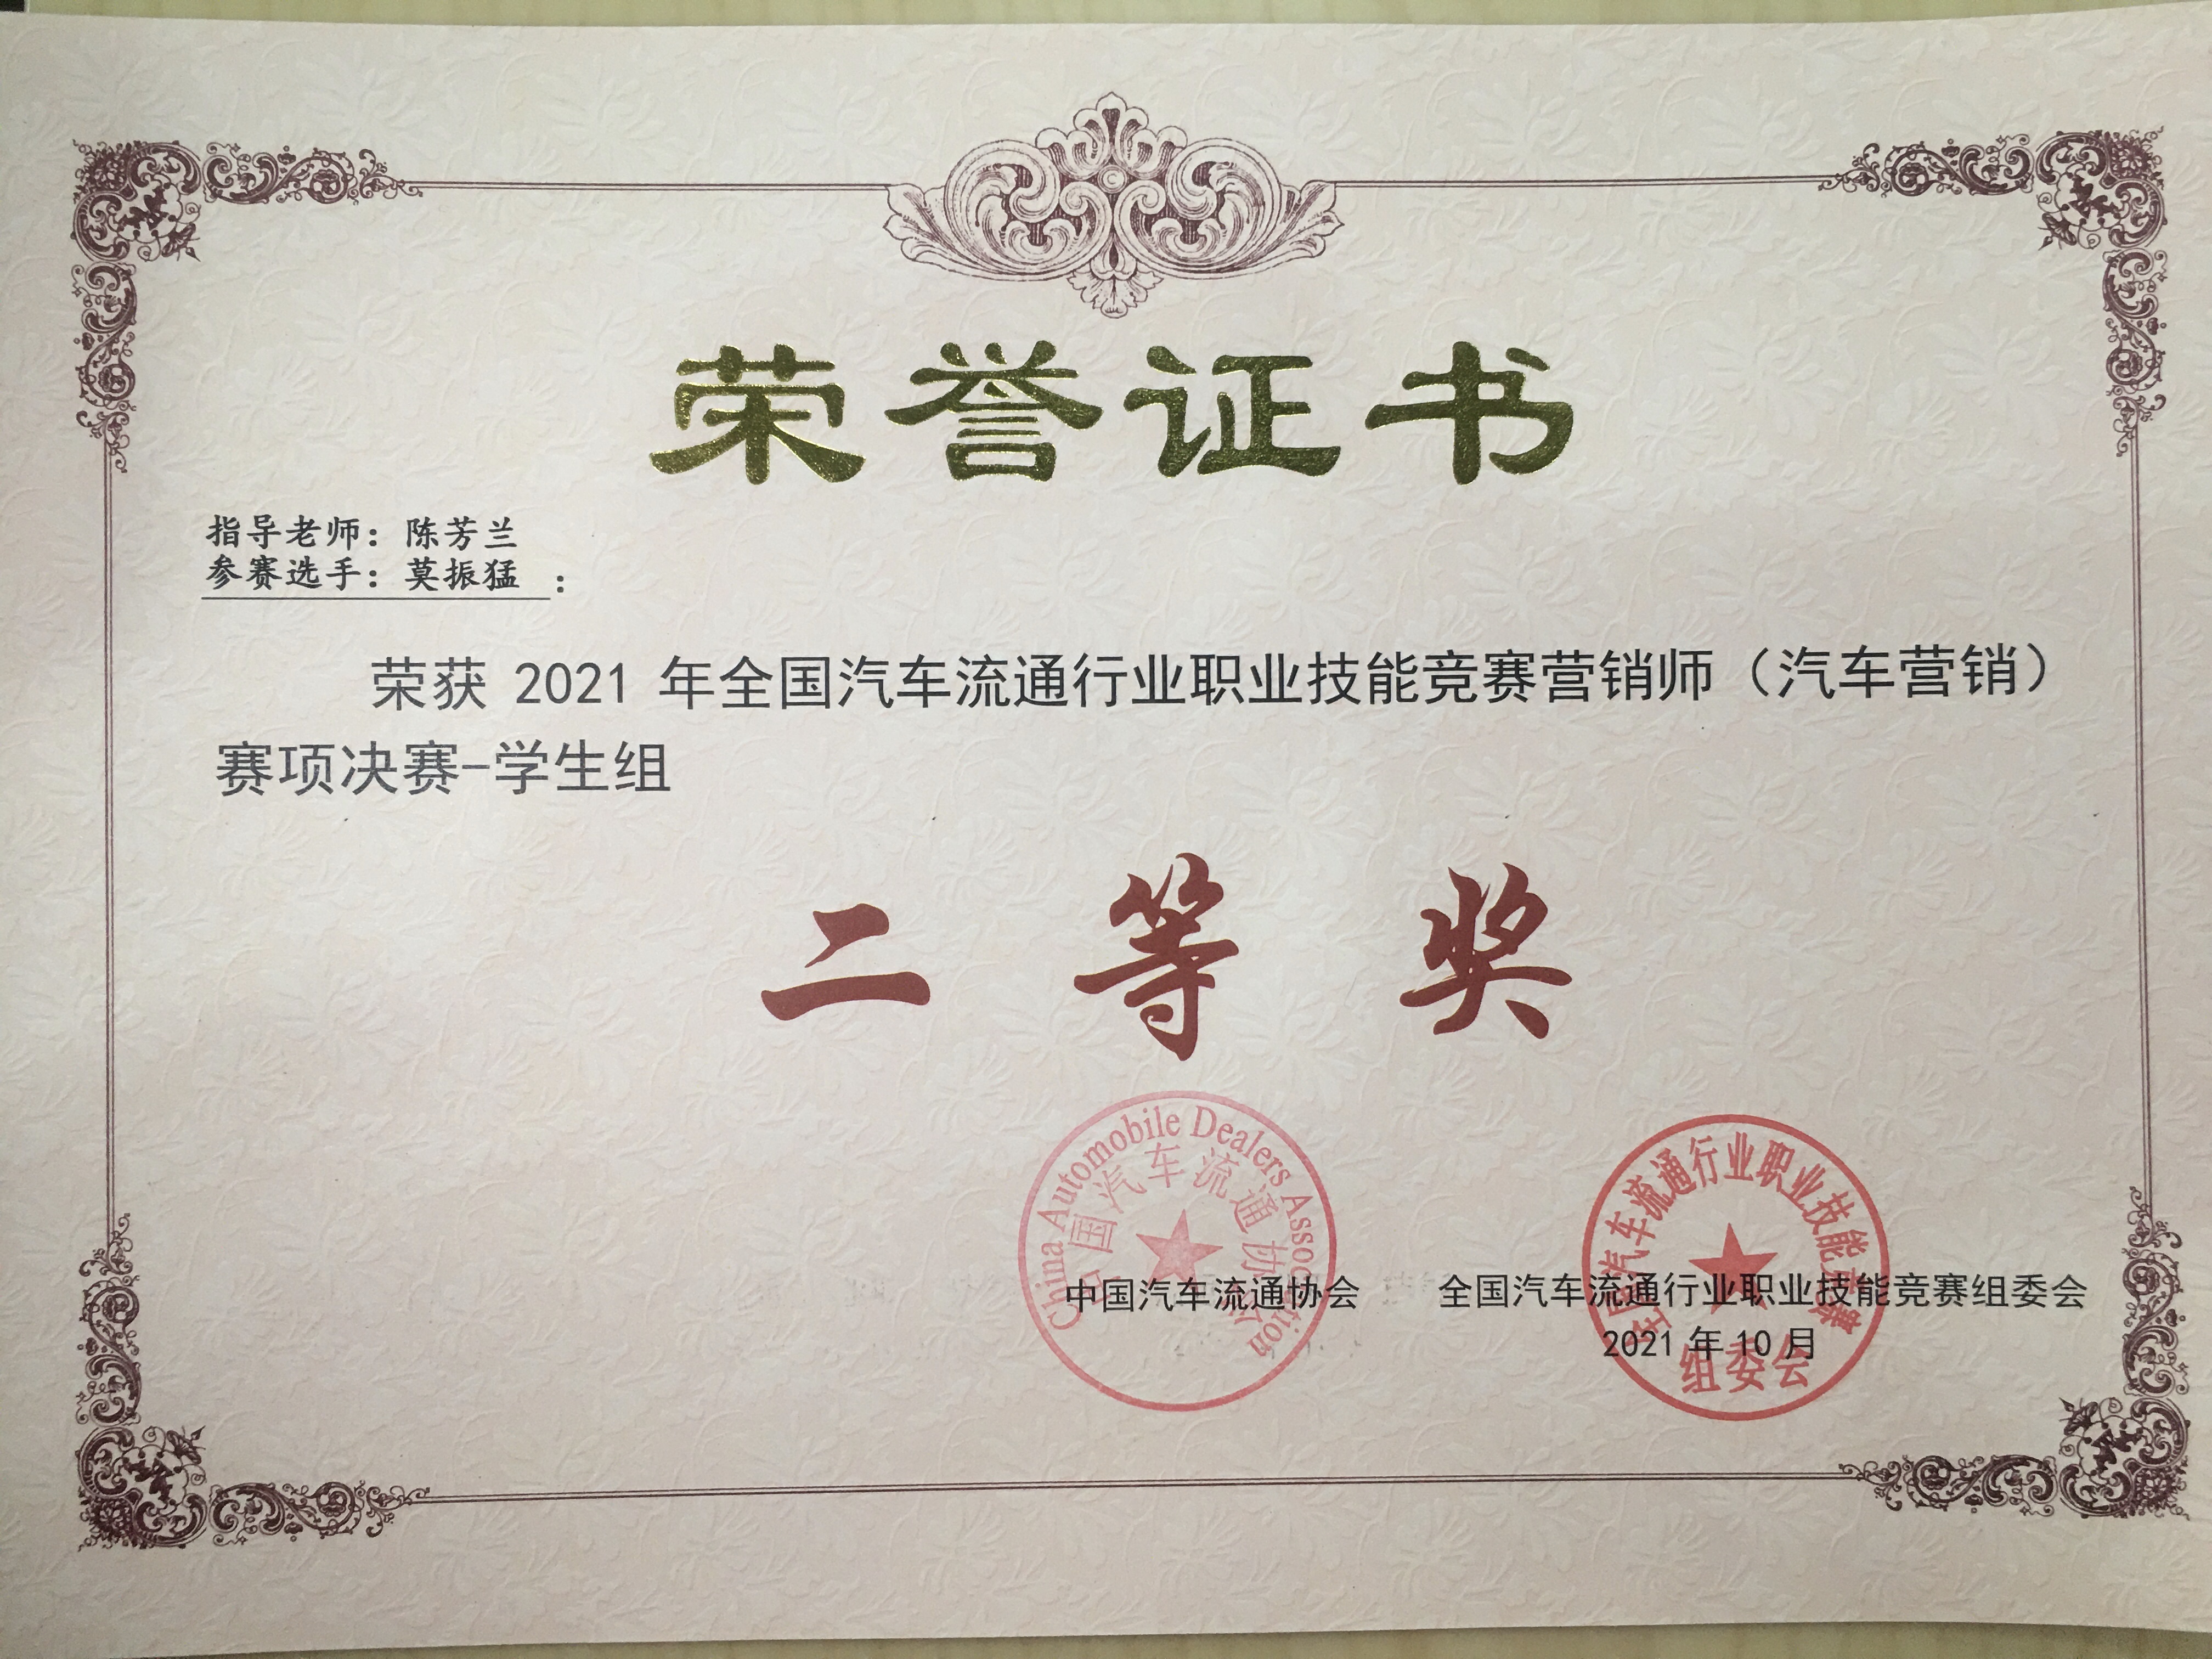 荣誉证书
指导老师：陈芳兰
参赛选手：莫振猛 ：
荣获 2021 年全国汽车流通行业职业技能竞赛营销师（汽车营销）
赛项决赛-学生组
二等奖
China Automobile Dealers Association
中国汽车流通协会
中国汽车流通协会
全国汽车流通行业职业技能竞赛
组委会
全国汽车流通行业职业技能竞赛组委会
2021 年 10 月